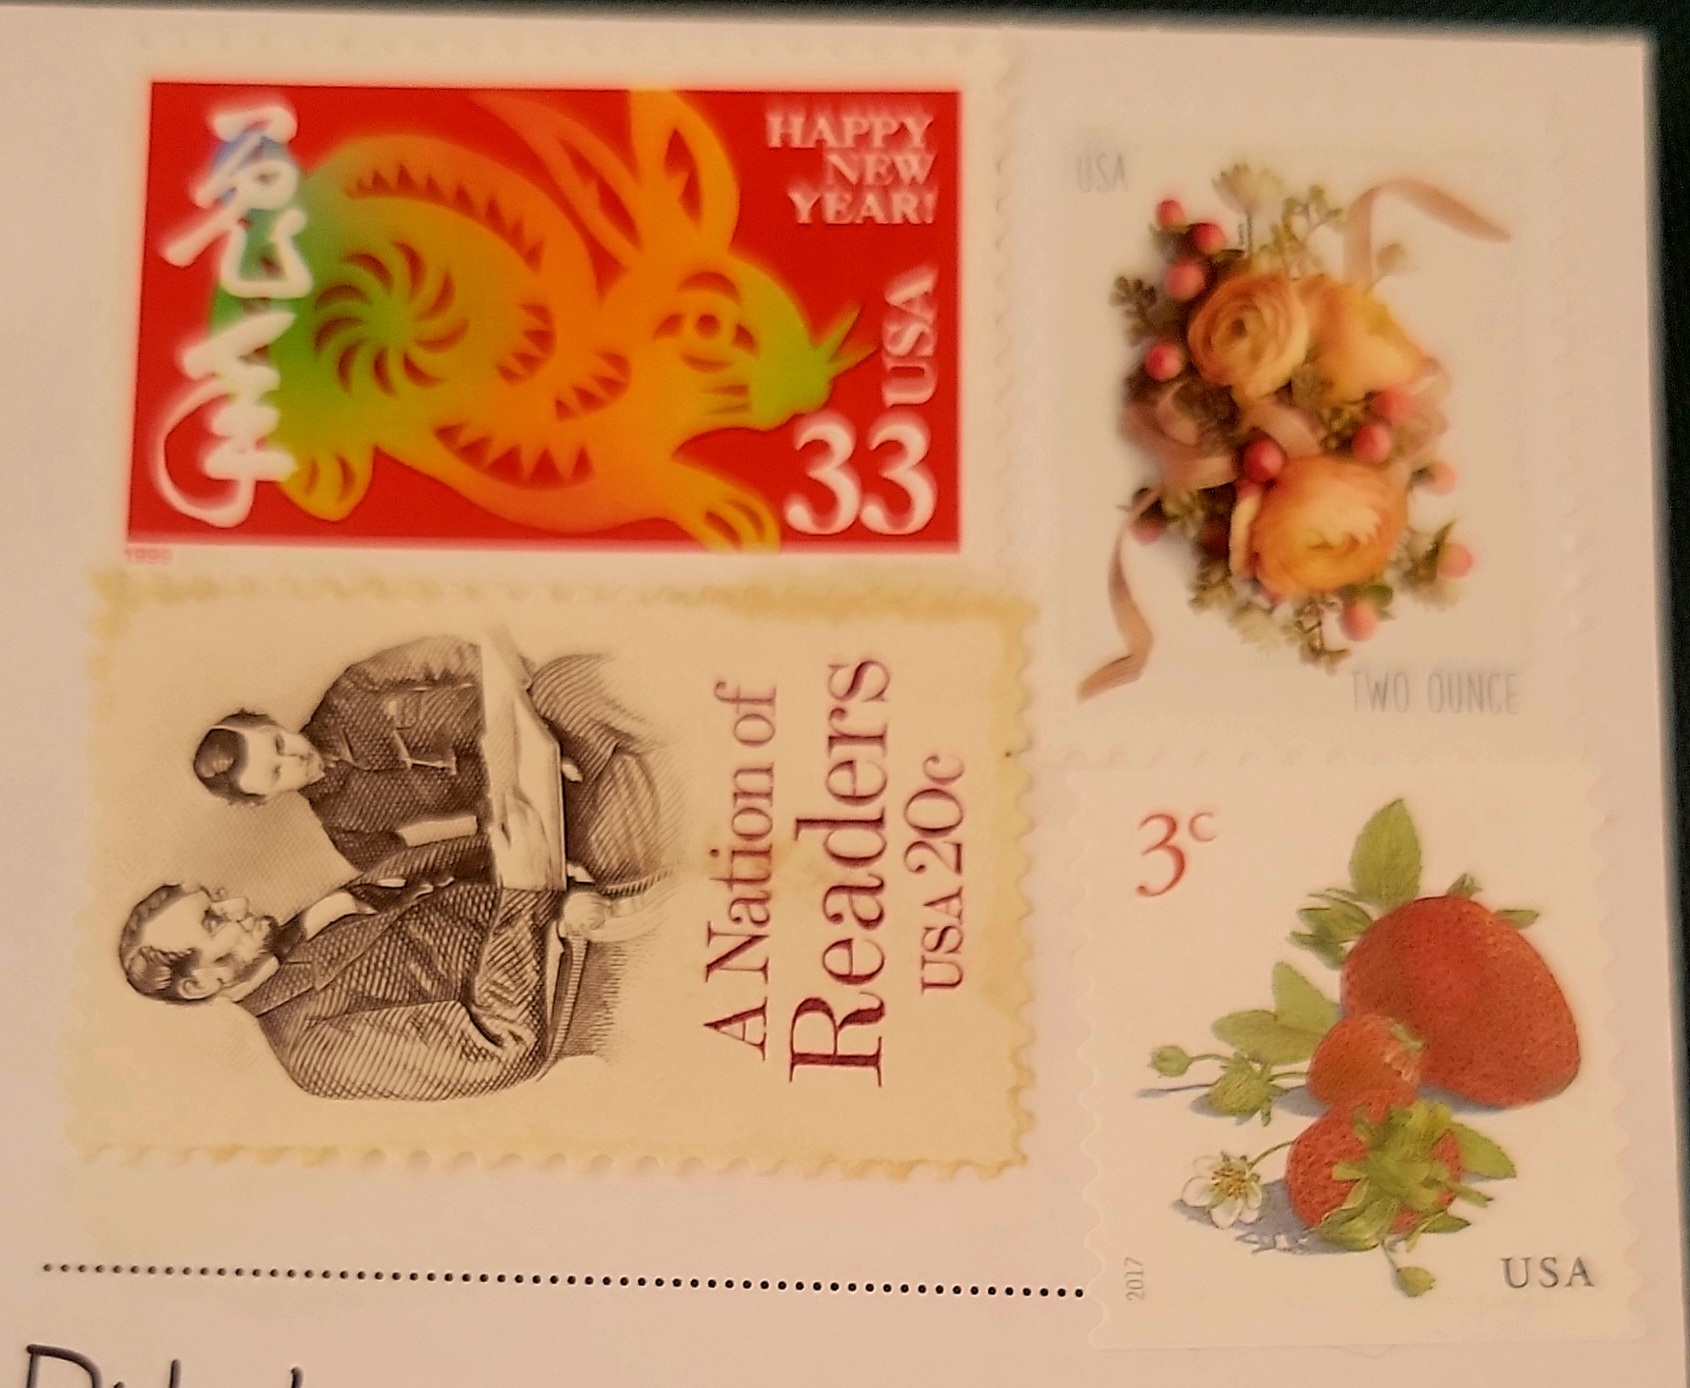 兔年
HAPPY
NEW
YEAR!
USA
33
1999
USA
TWO OUNCE
A Nation of
Readers
USA 20c
3c
2017
USA